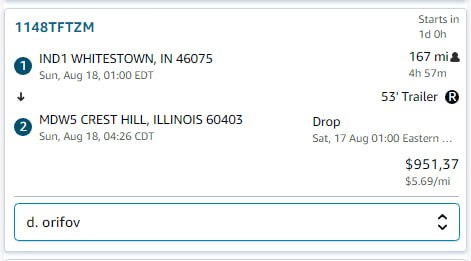 1148TFTZM
Starts in
1d 0h
1 IND1 WHITESTOWN, IN 46075
Sun, Aug 18, 01:00 EDT
167 mi
4h 57m
53' Trailer R
2 MDW5 CREST HILL, ILLINOIS 60403
Sun, Aug 18, 04:26 CDT
Drop
Sat, 17 Aug 01:00 Eastern ...
$951,37
$5.69/mi
d. orifov